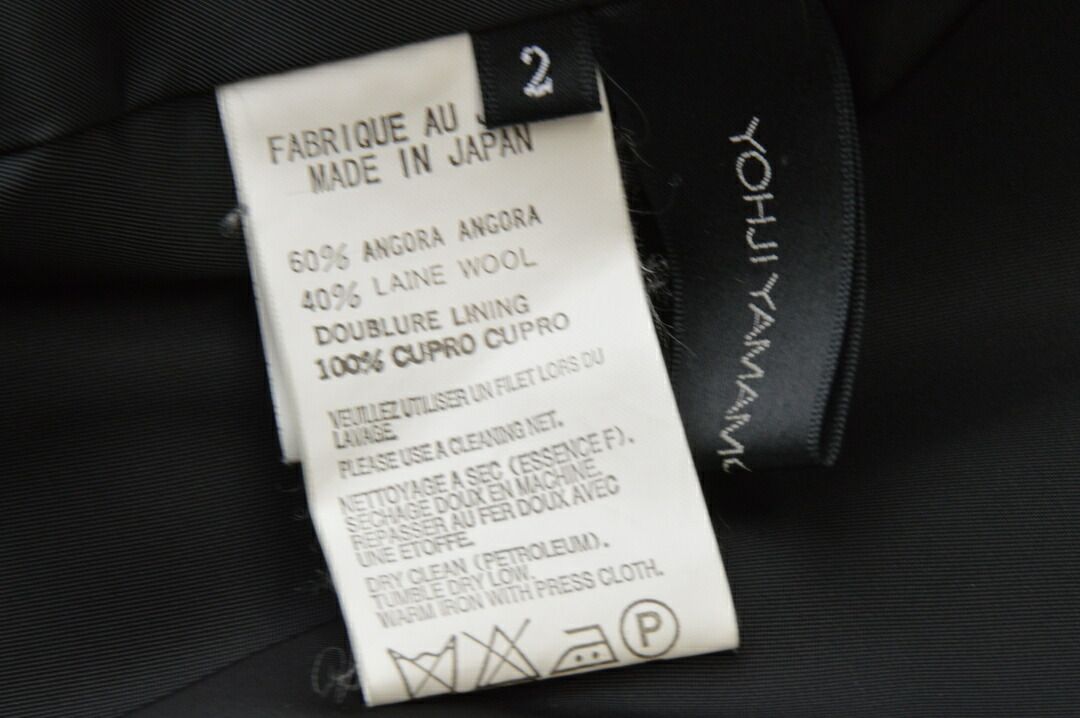 2
FABRIQUE AU J
MADE IN JAPAN
60% ANGORA ANGORA
40% LAINE WOOL
DOUBLURE LINING
100% CUPRO CUPRO
VEUILLEZ UTILISER UN FILET LORS DU
LAVAGE.
PLEASE USE A CLEANING NET.
NETTOYAGE A SEC (ESSENCE F).
SECHAGE DOUX EN MACHINE.
REPASSER AU FER DOUX AVEC
UNE ETOFFE.
DRY CLEAN (PETROLEUM).
TUMBLE DRY LOW.
WARM IRON WITH PRESS CLOTH.
P
YOHJI YAMAMO